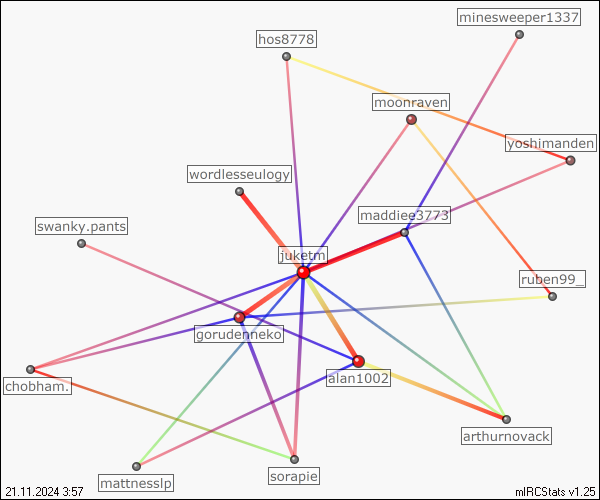 minesweeper1337
hos8778
moonraven
yoshimanden
wordlesseulogy
maddiee3773
swanky.pants
juketm
ruben99_
gorudenneko
alan1002
chobham.
arthurnovack
sorapie
mattnesslp
21.11.2024 3:57
mIRCStats v1.25